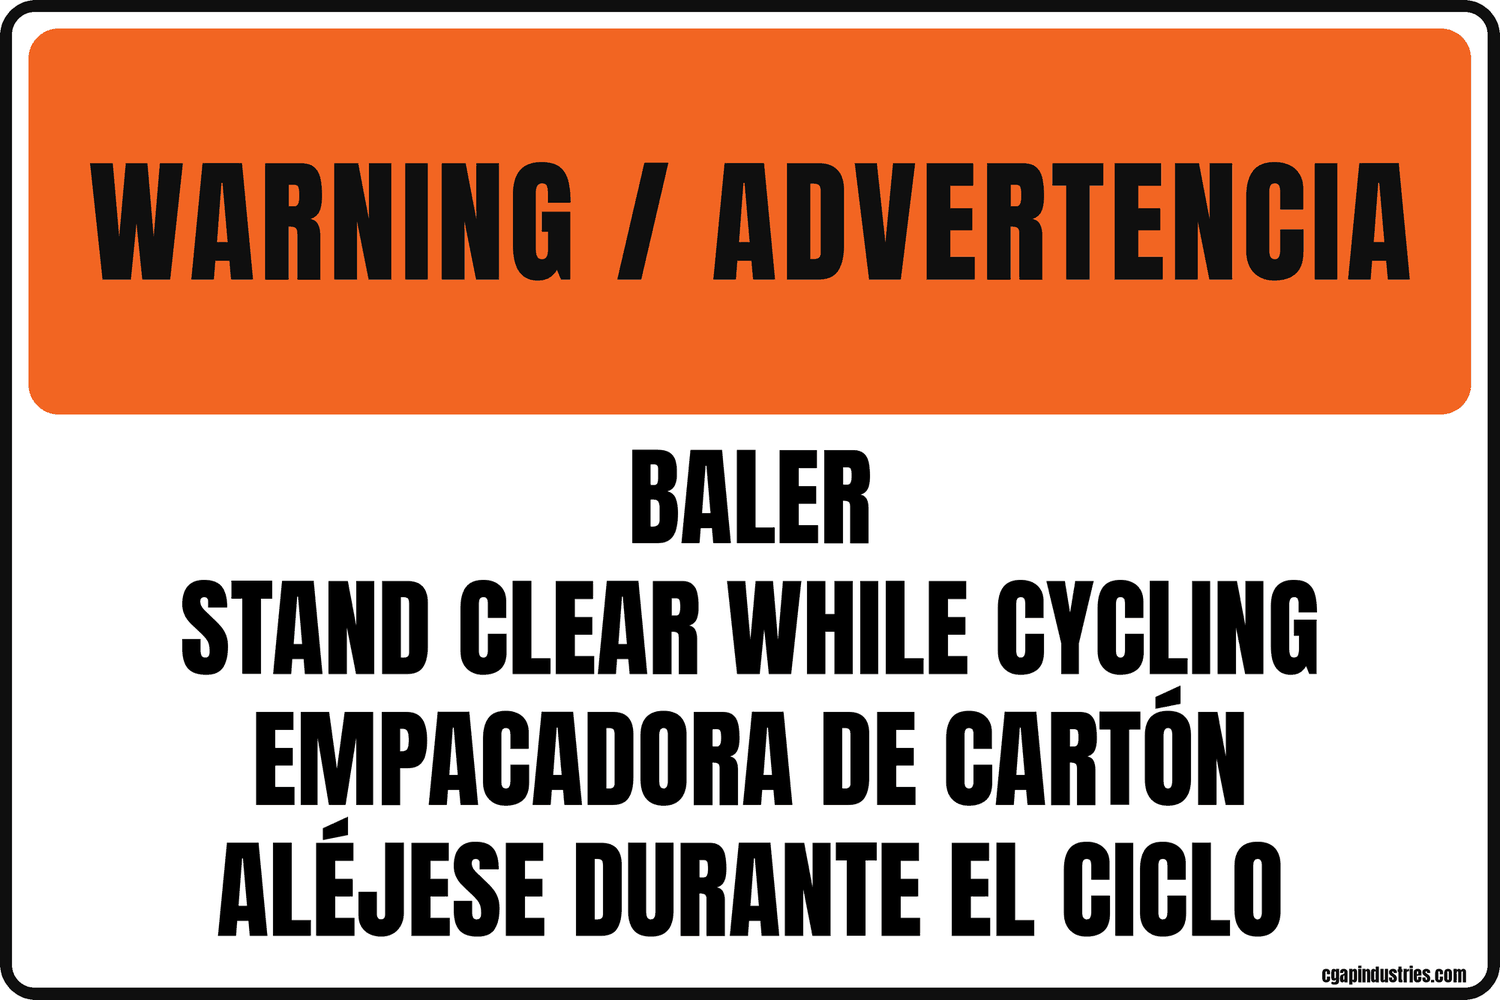 WARNING / ADVERTENCIA
BALER
STAND CLEAR WHILE CYCLING
EMPACADORA DE CARTÓN
ALÉJESE DURANTE EL CICLO
cgapindustries.com